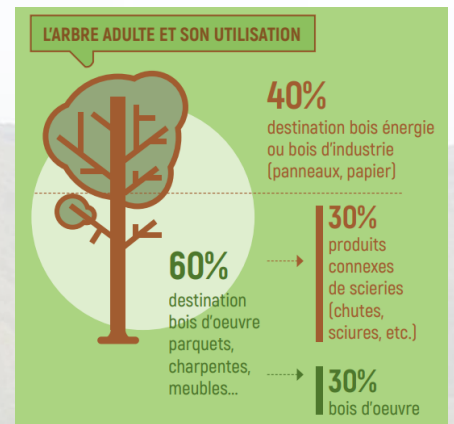 L'ARBRE ADULTE ET SON UTILISATION
40%
destination bois énergie
ou bois d'industrie
(panneaux, papier)
60%
destination
bois d'oeuvre
parquets,
charpentes,
meubles...
30%
produits
connexes
de scieries
(chutes,
sciures, etc.)
30%
bois d'oeuvre